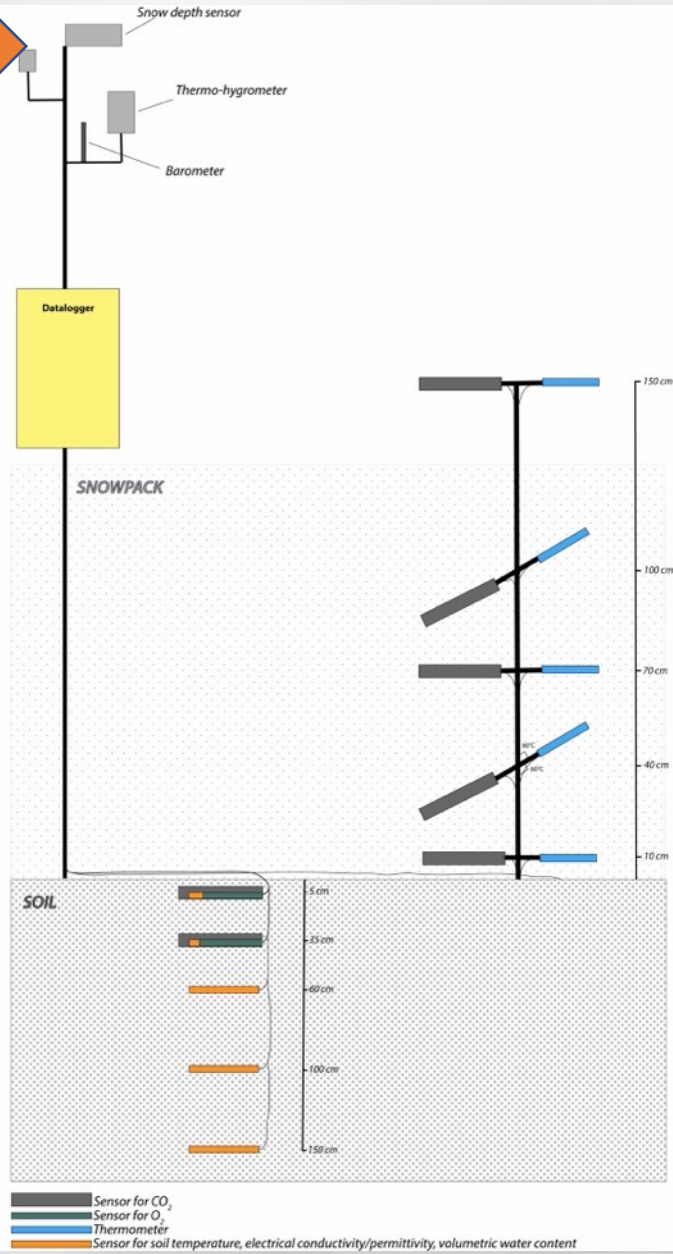 Snow depth sensor
Thermo-hygrometer
Barometer
Datalogger
150 cm
SNOWPACK
100 cm
70 cm
60°C
40 cm
90°C
10 cm
SOIL
5 cm
35 cm
60 cm
100 cm
150 cm
Sensor for CO2
Sensor for O2
Thermometer
Sensor for soil temperature, electrical conductivity/permittivity, volumetric water content